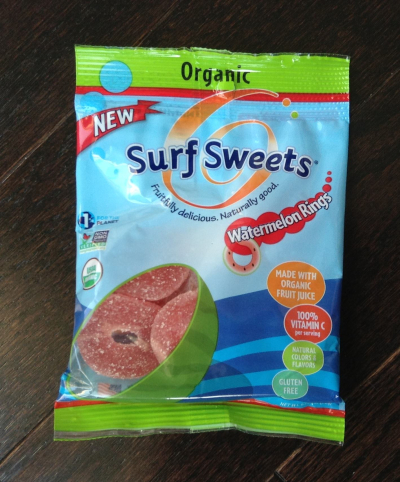 Organic
NEW
Surf Sweets
Fruitfully delicious. Naturally good.
Watermelon Rings
MADE WITH
ORGANIC
FRUIT JUICE
100%
VITAMIN C
per serving
NATURAL
COLORS &
FLAVORS
GLUTEN
FREE